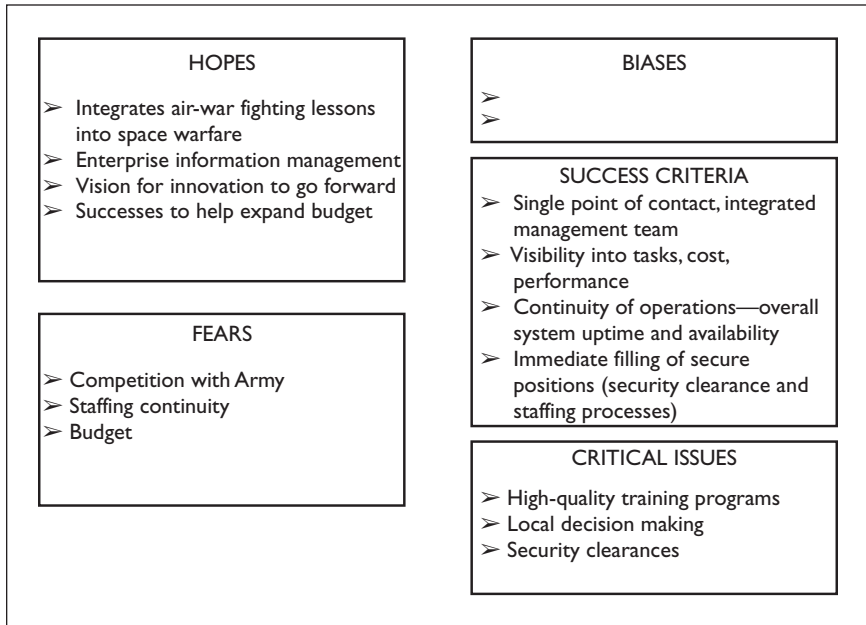 HOPES
➢ Integrates air-war fighting lessons
into space warfare
➢ Enterprise information management
➢ Vision for innovation to go forward
➢ Successes to help expand budget
FEARS
➢ Competition with Army
➢ Staffing continuity
➢ Budget
BIASES
➢
➢
SUCCESS CRITERIA
➢ Single point of contact, integrated
management team
➢ Visibility into tasks, cost,
performance
➢ Continuity of operations—overall
system uptime and availability
➢ Immediate filling of secure
positions (security clearance and
staffing processes)
CRITICAL ISSUES
➢ High-quality training programs
➢ Local decision making
➢ Security clearances